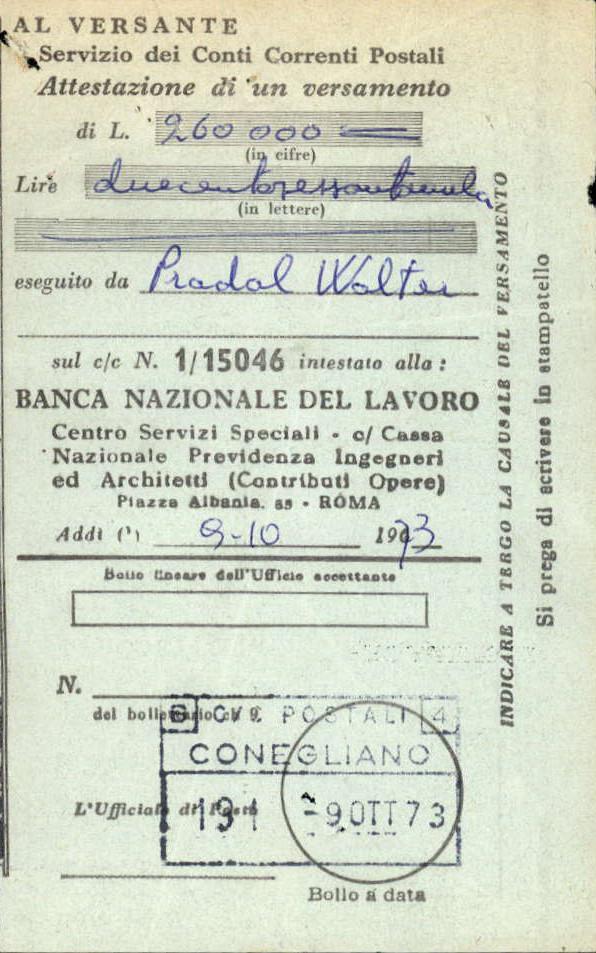 AL VERSANTE
Servizio dei Conti Correnti Postali
Attestazione di un versamento
di L. 260 000
(in cifre)
Lire duecentosessantamila
(in lettere)
eseguito da Pradal Walter
sul c/c N. 1/15046 intestato alla:
BANCA NAZIONALE DEL LAVORO
Centro Servizi Speciali - c/ Cassa
Nazionale Previdenza Ingegneri
ed Architetti (Contributi Opere)
Piazza Albania, 35 - ROMA
Addì (¹) 9-10 1973
Bollo lineare dell'Ufficio accettante
N.
del bollettario ch 9
C/C POSTALI 4
CONEGLIANO
L'Ufficiale di Posta
191 -9 OTT 73
Bollo a data
INDICARE A TERGO LA CAUSALE DEL VERSAMENTO
Si prega di scrivere in stampatello